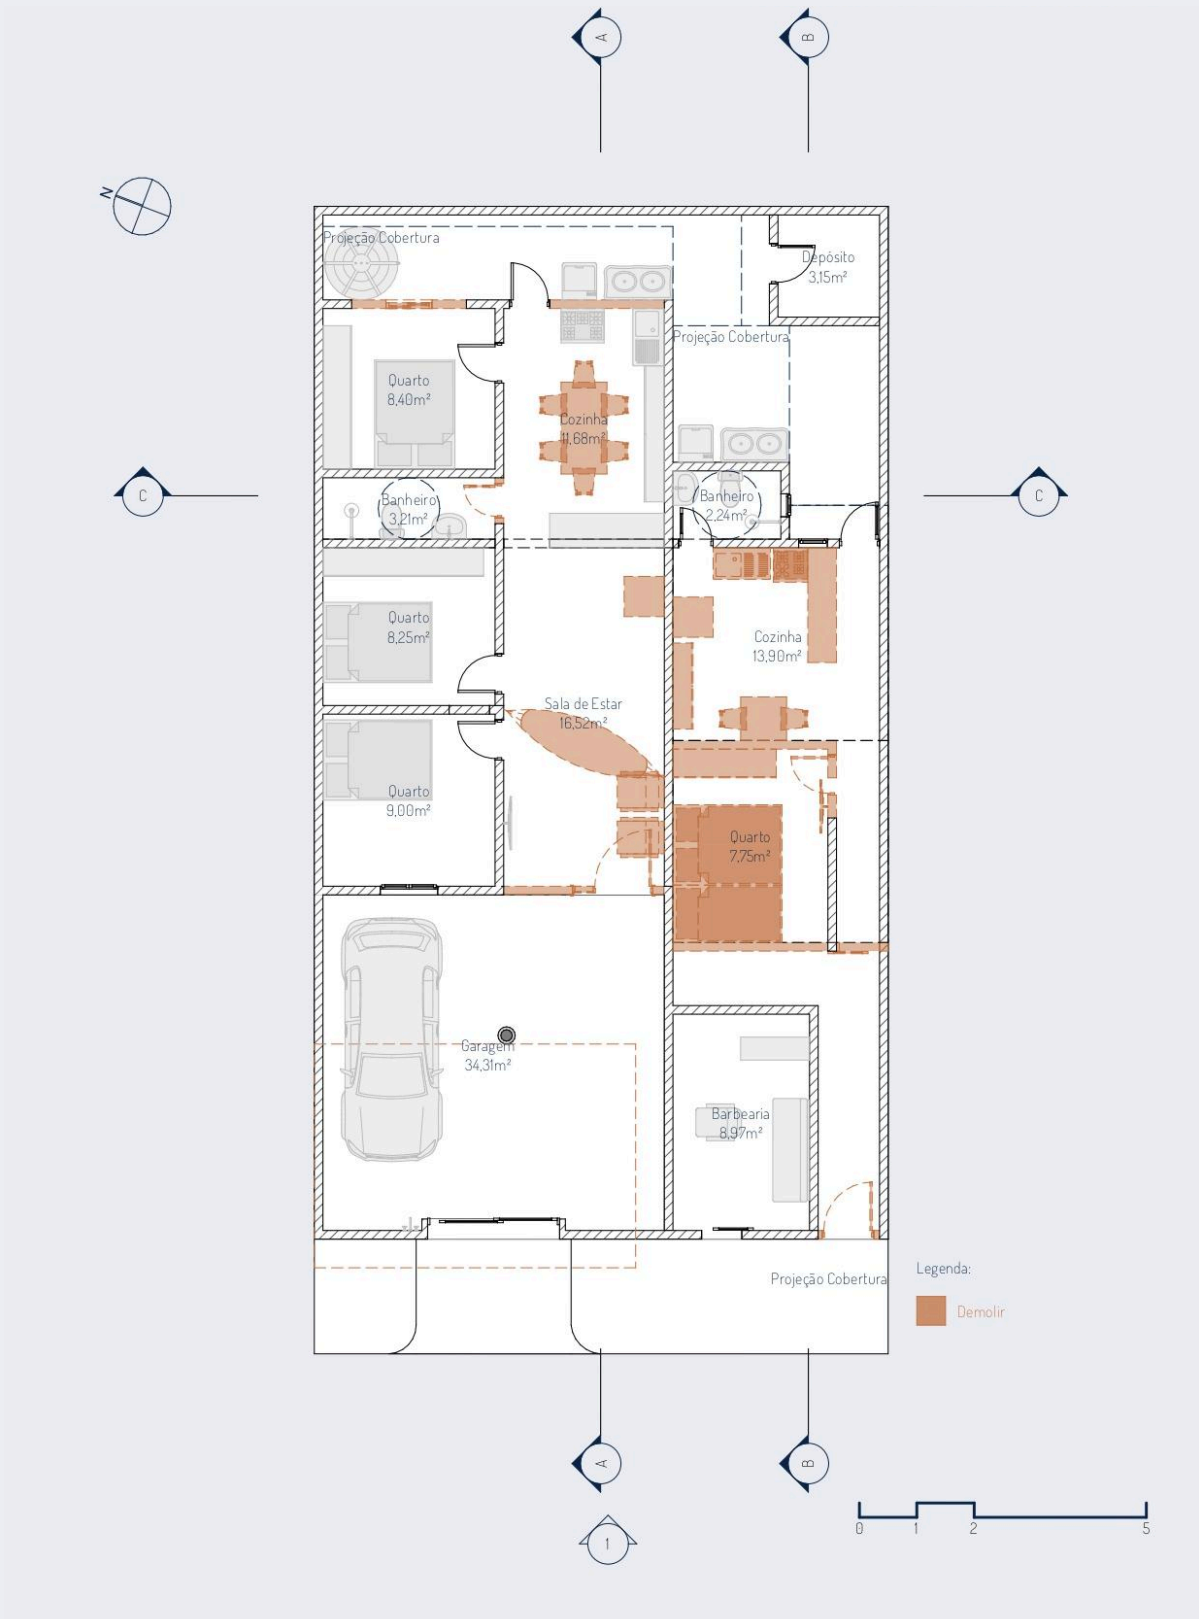 A
B
N
Projeção Cobertura
Depósito
3,15m²
Projeção Cobertura
Quarto
8,40m²
Cozinha
11,68m²
C
Banheiro
3,21m²
Banheiro
2,24m²
C
Quarto
8,25m²
Cozinha
13,90m²
Sala de Estar
16,52m²
Quarto
9,00m²
Quarto
7,75m²
Garagem
34,31m²
Barbearia
8,97m²
Projeção Cobertura
Legenda:
Demolir
A
B
1
0 1 2 5